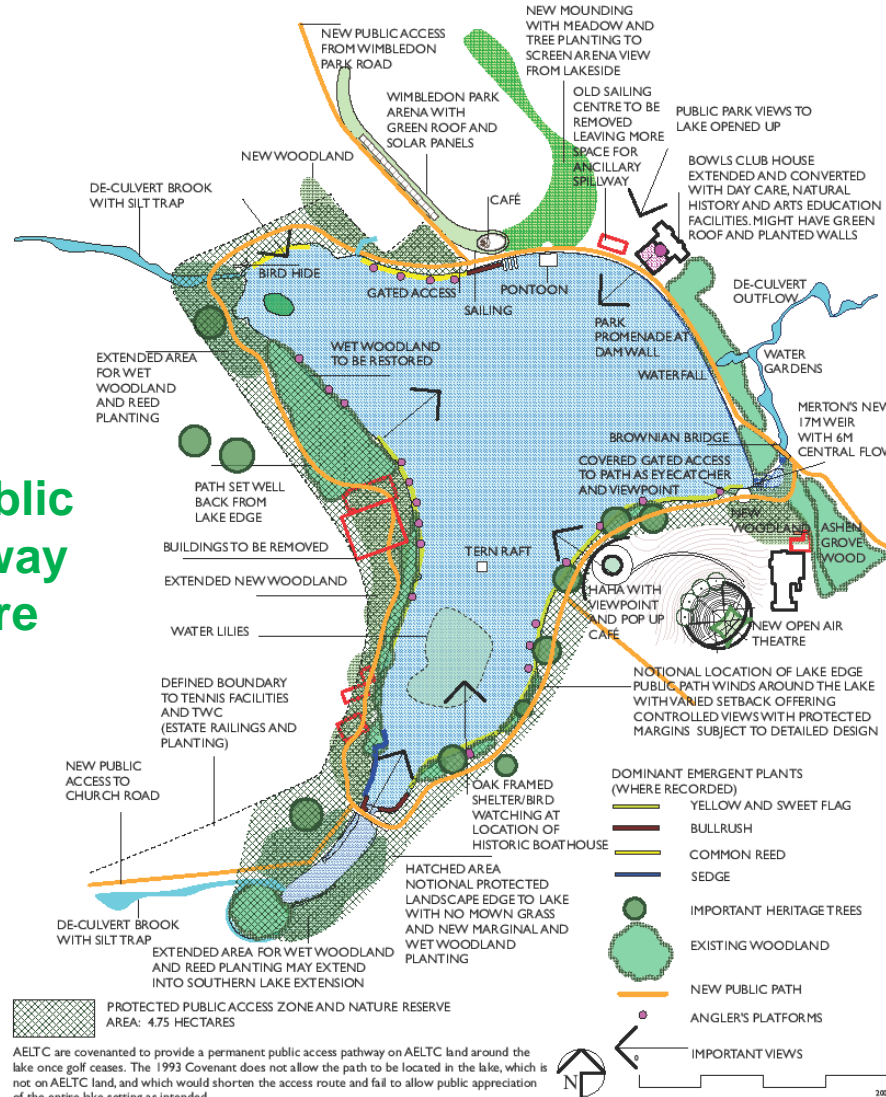 NEW PUBLIC ACCESS
FROM WIMBLEDON
PARK ROAD
NEW MOUNDING
WITH MEADOW AND
TREE PLANTING TO
SCREEN ARENA VIEW
FROM LAKESIDE
WIMBLEDON PARK
ARENA WITH
GREEN ROOF AND
SOLAR PANELS
OLD SAILING
CENTRE TO BE
REMOVED
LEAVING MORE
SPACE FOR
ANCILLARY
SPILLWAY
PUBLIC PARK VIEWS TO
LAKE OPENED UP
BOWLS CLUB HOUSE
EXTENDED AND CONVERTED
WITH DAY CARE, NATURAL
HISTORY AND ARTS EDUCATION
FACILITIES. MIGHT HAVE GREEN
ROOF AND PLANTED WALLS
NEW WOODLAND
DE-CULVERT BROOK
WITH SILT TRAP
CAFÉ
BIRD HIDE
GATED ACCESS
SAILING
PONTOON
PARK
PROMENADE AT
DAM WALL
DE-CULVERT
OUTFLOW
WATER
GARDENS
WATERFALL
EXTENDED AREA
FOR WET
WOODLAND
AND REED
PLANTING
WET WOODLAND
TO BE RESTORED
MERTON'S NEW
17M WEIR
WITH 6M
CENTRAL FLOW
BROWNIAN BRIDGE
COVERED GATED ACCESS
TO PATH AS EYECATCHER
AND VIEWPOINT
PATH SET WELL
BACK FROM
LAKE EDGE
blic
way
re
BUILDINGS TO BE REMOVED
EXTENDED NEW WOODLAND
WATER LILIES
TERN RAFT
NEW
WOODLAND
ASHEN
GROVE
WOOD
HAHA WITH
VIEWPOINT
AND POP UP
CAFÉ
NEW OPEN AIR
THEATRE
DEFINED BOUNDARY
TO TENNIS FACILITIES
AND TWC
(ESTATE RAILINGS AND
PLANTING)
NOTIONAL LOCATION OF LAKE EDGE
PUBLIC PATH WINDS AROUND THE LAKE
WITH VARIED SETBACK OFFERING
CONTROLLED VIEWS WITH PROTECTED
MARGINS SUBJECT TO DETAILED DESIGN
NEW PUBLIC
ACCESS TO
CHURCH ROAD
OAK FRAMED
SHELTER/BIRD
WATCHING AT
LOCATION OF
HISTORIC BOATHOUSE
HATCHED AREA
NOTIONAL PROTECTED
LANDSCAPE EDGE TO LAKE
WITH NO MOWN GRASS
AND NEW MARGINAL AND
WET WOODLAND
PLANTING
DE-CULVERT BROOK
WITH SILT TRAP
EXTENDED AREA FOR WET WOODLAND
AND REED PLANTING MAY EXTEND
INTO SOUTHERN LAKE EXTENSION
DOMINANT EMERGENT PLANTS
(WHERE RECORDED)
YELLOW AND SWEET FLAG
BULLRUSH
COMMON REED
SEDGE
IMPORTANT HERITAGE TREES
EXISTING WOODLAND
NEW PUBLIC PATH
ANGLER'S PLATFORMS
IMPORTANT VIEWS
PROTECTED PUBLIC ACCESS ZONE AND NATURE RESERVE
AREA: 4.75 HECTARES
AELTC are covenanted to provide a permanent public access pathway on AELTC land around the
lake once golf ceases. The 1993 Covenant does not allow the path to be located in the lake, which is
not on AELTC land, and which would shorten the access route and fail to allow public appreciation
of the entire lake setting as intended
N
0